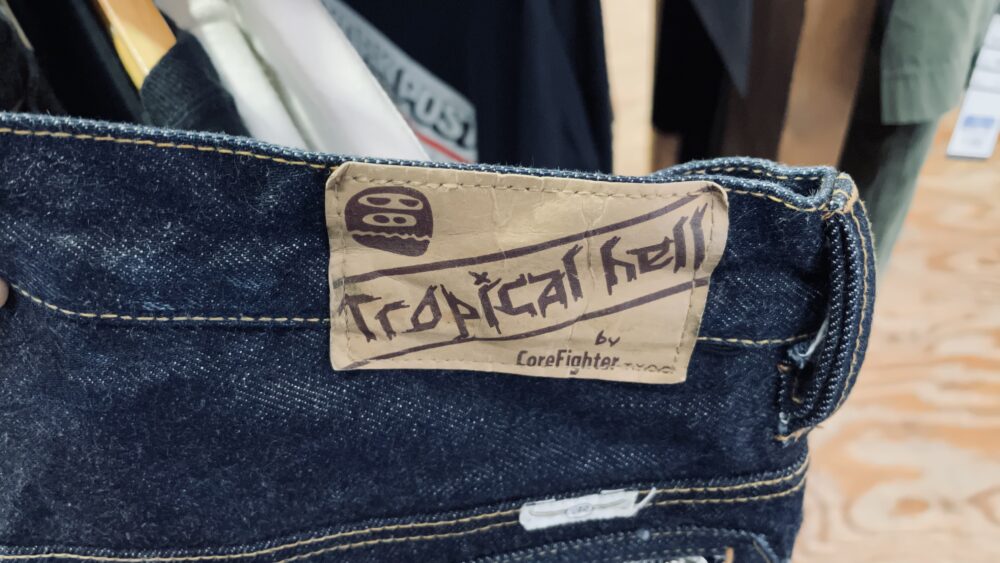 Tropical hell
by
CoreFighter